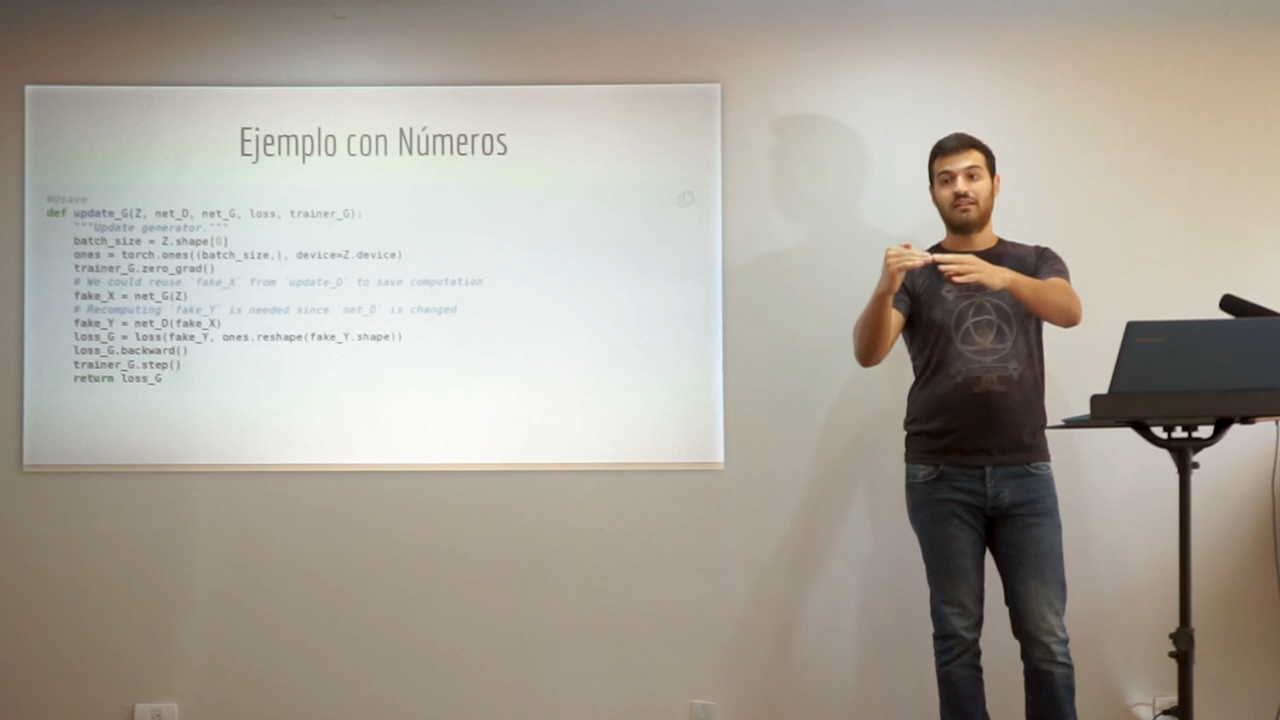 Ejemplo con Números
#@save
def update_G(Z, net_D, net_G, loss, trainer_G):
    """Update generator."""
    batch_size = Z.shape[0]
    ones = torch.ones((batch_size,), device=Z.device)
    trainer_G.zero_grad()
    # We could reuse `fake_X` from `update_D` to save computation
    fake_X = net_G(Z)
    # Recomputing `fake_Y` is needed since `net_D` is changed
    fake_Y = net_D(fake_X)
    loss_G = loss(fake_Y, ones.reshape(fake_Y.shape))
    loss_G.backward()
    trainer_G.step()
    return loss_G